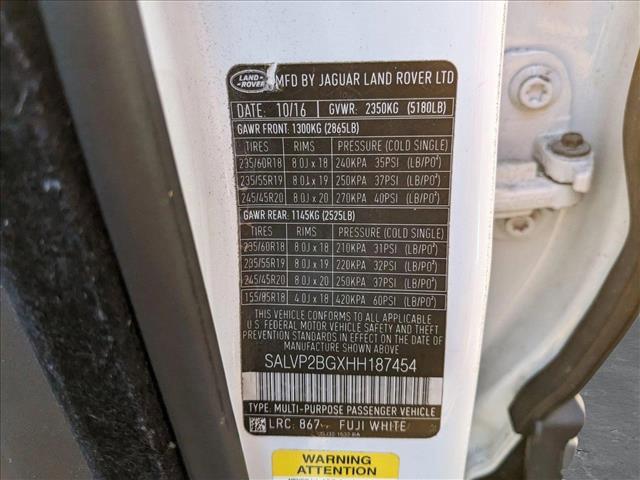 LAND ROVER MFD BY JAGUAR LAND ROVER LTD
DATE: 10/16 GVWR: 2350KG (5180LB)
GAWR FRONT: 1300KG (2865LB)
TIRES RIMS PRESSURE (COLD SINGLE)
235/60R18 8.0J x 18 240KPA 35PSI (LB/PO²)
235/55R19 8.0J x 19 250KPA 37PSI (LB/PO²)
245/45R20 8.0J x 20 270KPA 40PSI (LB/PO²)
GAWR REAR: 1145KG (2525LB)
TIRES RIMS PRESSURE (COLD SINGLE)
235/60R18 8.0J x 18 210KPA 31PSI (LB/PO²)
235/55R19 8.0J x 19 220KPA 32PSI (LB/PO²)
245/45R20 8.0J x 20 250KPA 37PSI (LB/PO²)
155/85R18 4.0J x 18 420KPA 60PSI (LB/PO²)
THIS VEHICLE CONFORMS TO ALL APPLICABLE
U.S. FEDERAL MOTOR VEHICLE SAFETY AND THEFT
PREVENTION STANDARDS IN EFFECT ON THE DATE OF
MANUFACTURE SHOWN ABOVE
SALVP2BGXHH187454
TYPE: MULTI-PURPOSE PASSENGER VEHICLE
LRC: 867 FUJI WHITE
WARNING
ATTENTION